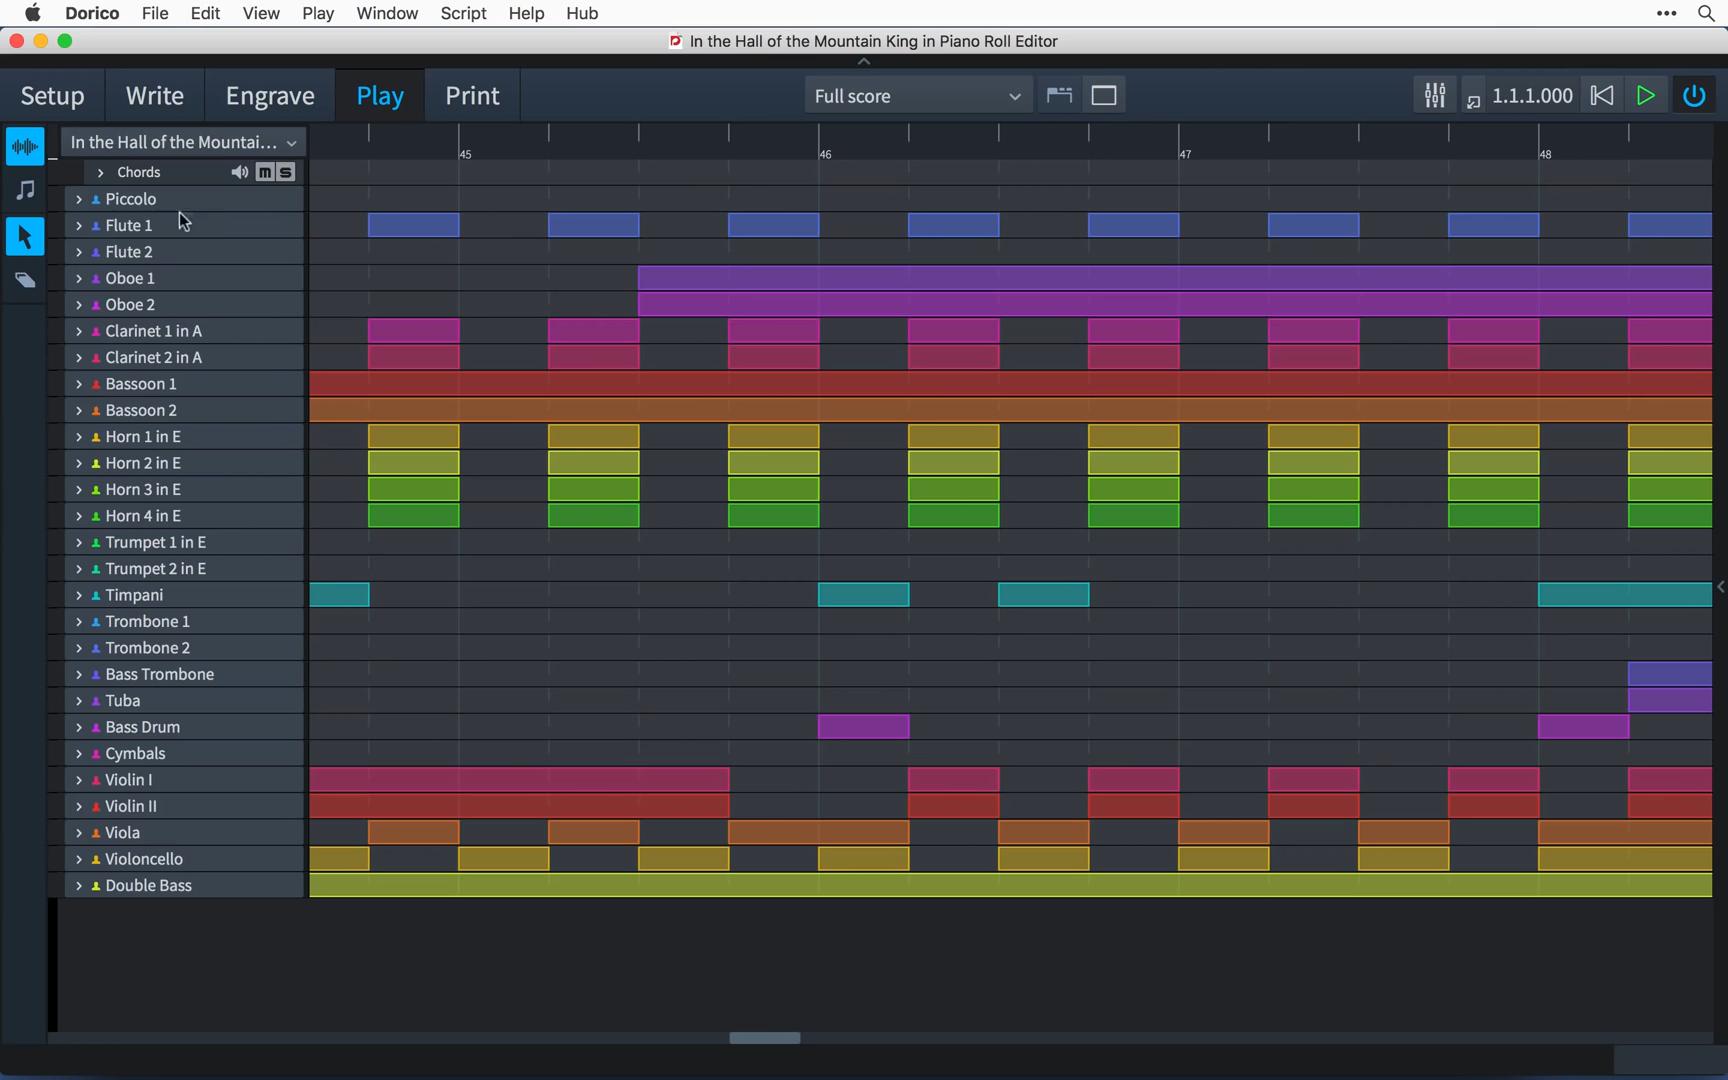 Dorico File Edit View Play Window Script Help Hub
In the Hall of the Mountain King in Piano Roll Editor
Setup Write Engrave Play Print Full score 1.1.1.000
In the Hall of the Mountai... 45 46 47 48
Chords m s
Piccolo
Flute 1
Flute 2
Oboe 1
Oboe 2
Clarinet 1 in A
Clarinet 2 in A
Bassoon 1
Bassoon 2
Horn 1 in E
Horn 2 in E
Horn 3 in E
Horn 4 in E
Trumpet 1 in E
Trumpet 2 in E
Timpani
Trombone 1
Trombone 2
Bass Trombone
Tuba
Bass Drum
Cymbals
Violin I
Violin II
Viola
Violoncello
Double Bass